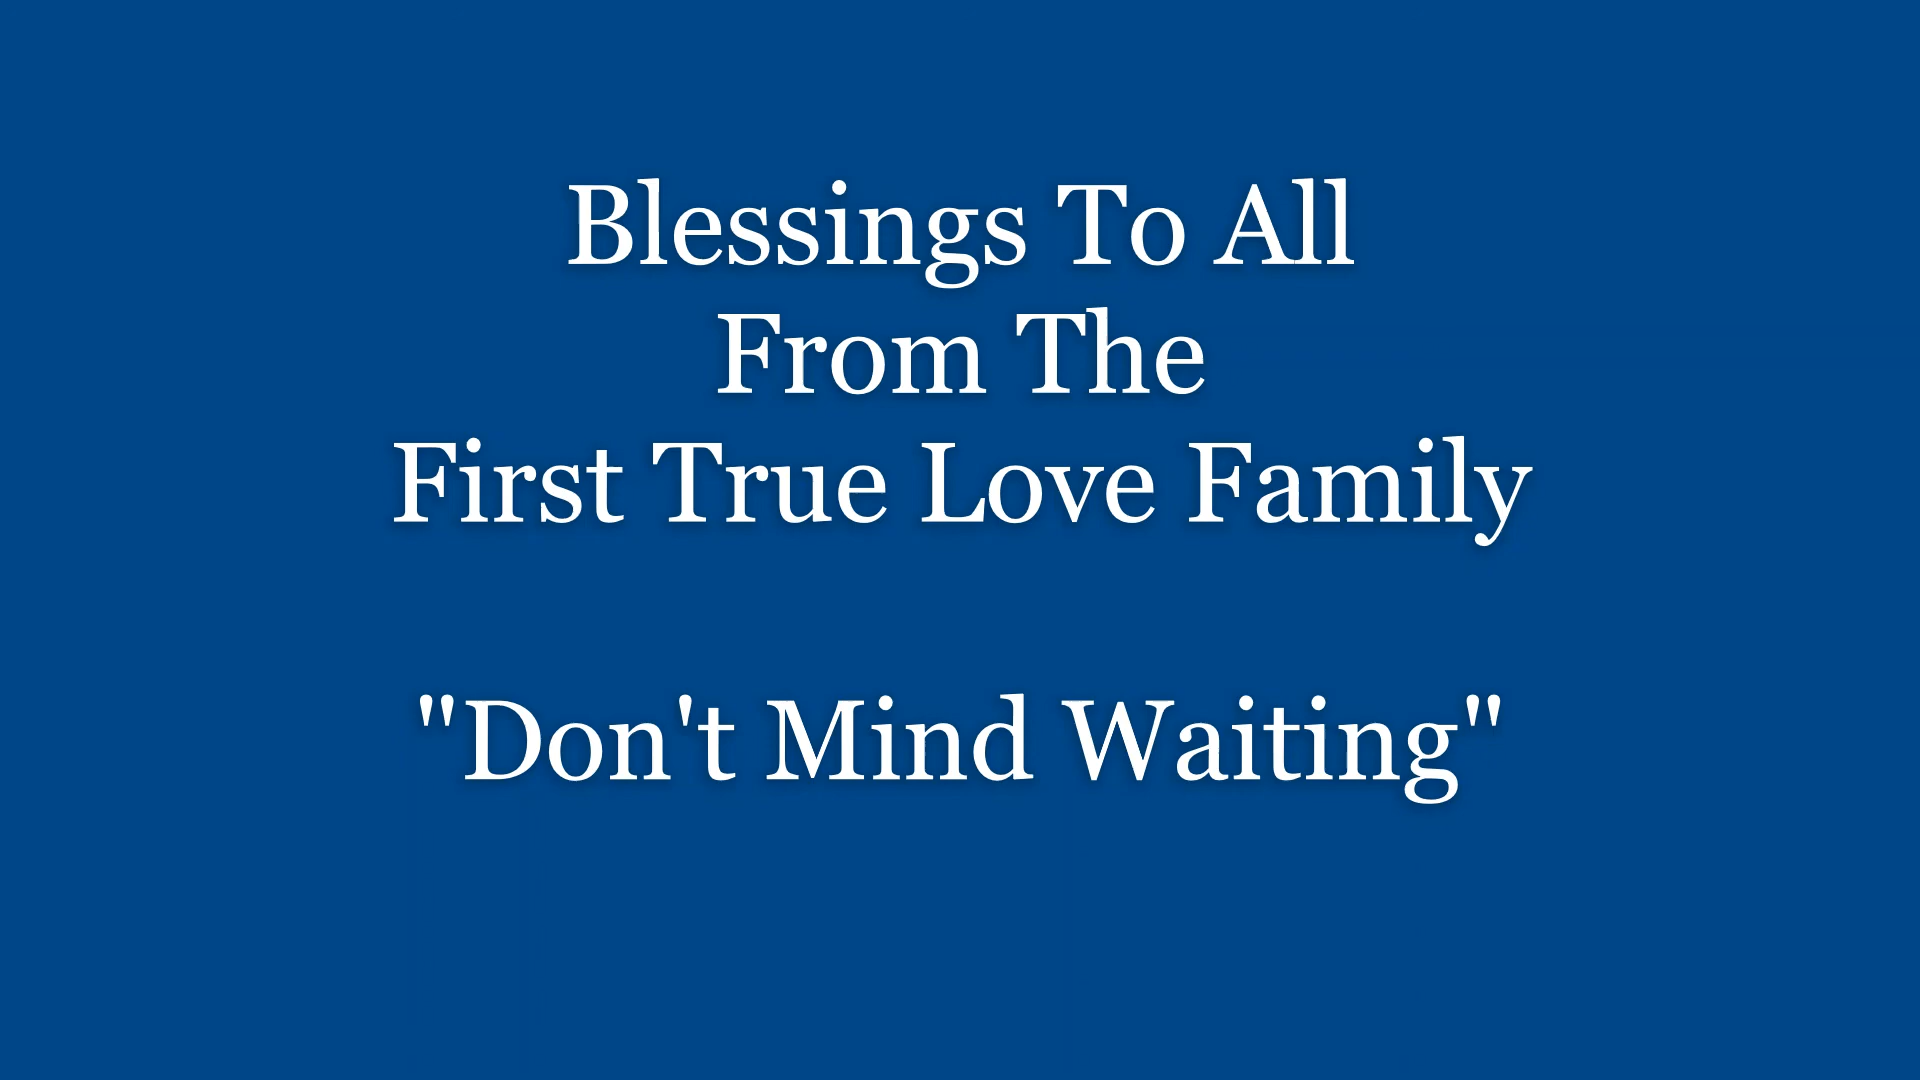 Blessings To All
From The
First True Love Family
"Don't Mind Waiting"